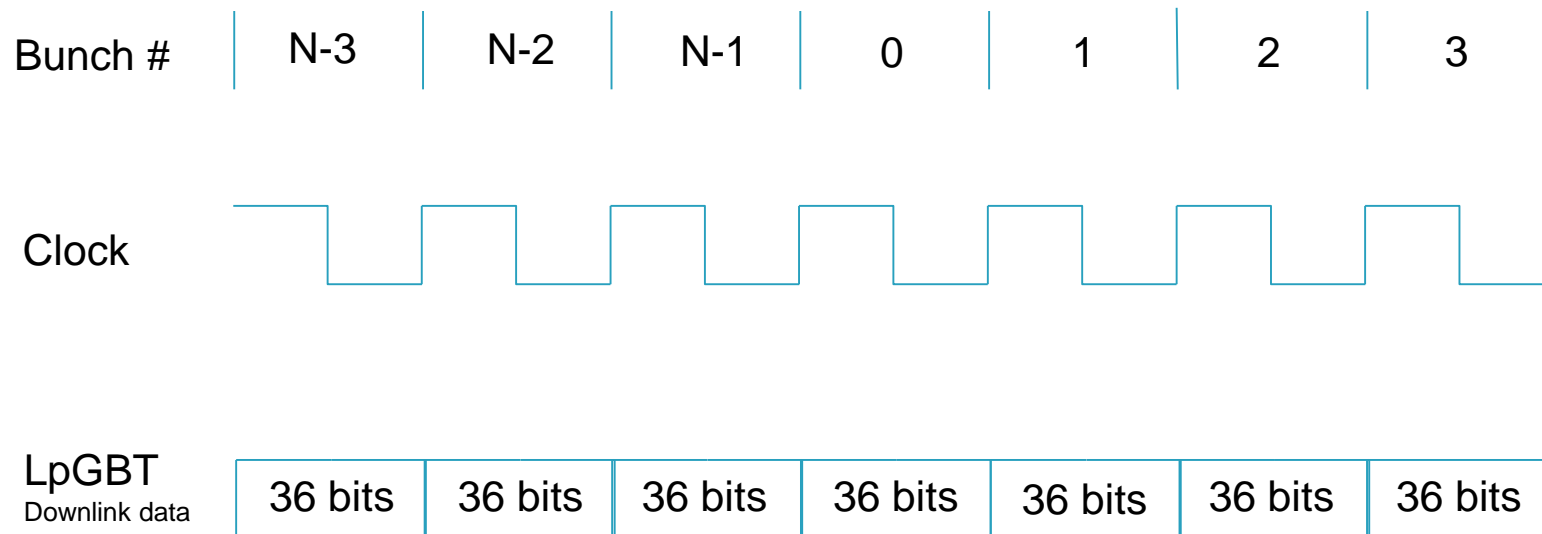 Bunch # N-3 N-2 N-1 0 1 2 3
Clock
LpGBT
Downlink data
36 bits 36 bits 36 bits 36 bits 36 bits 36 bits 36 bits